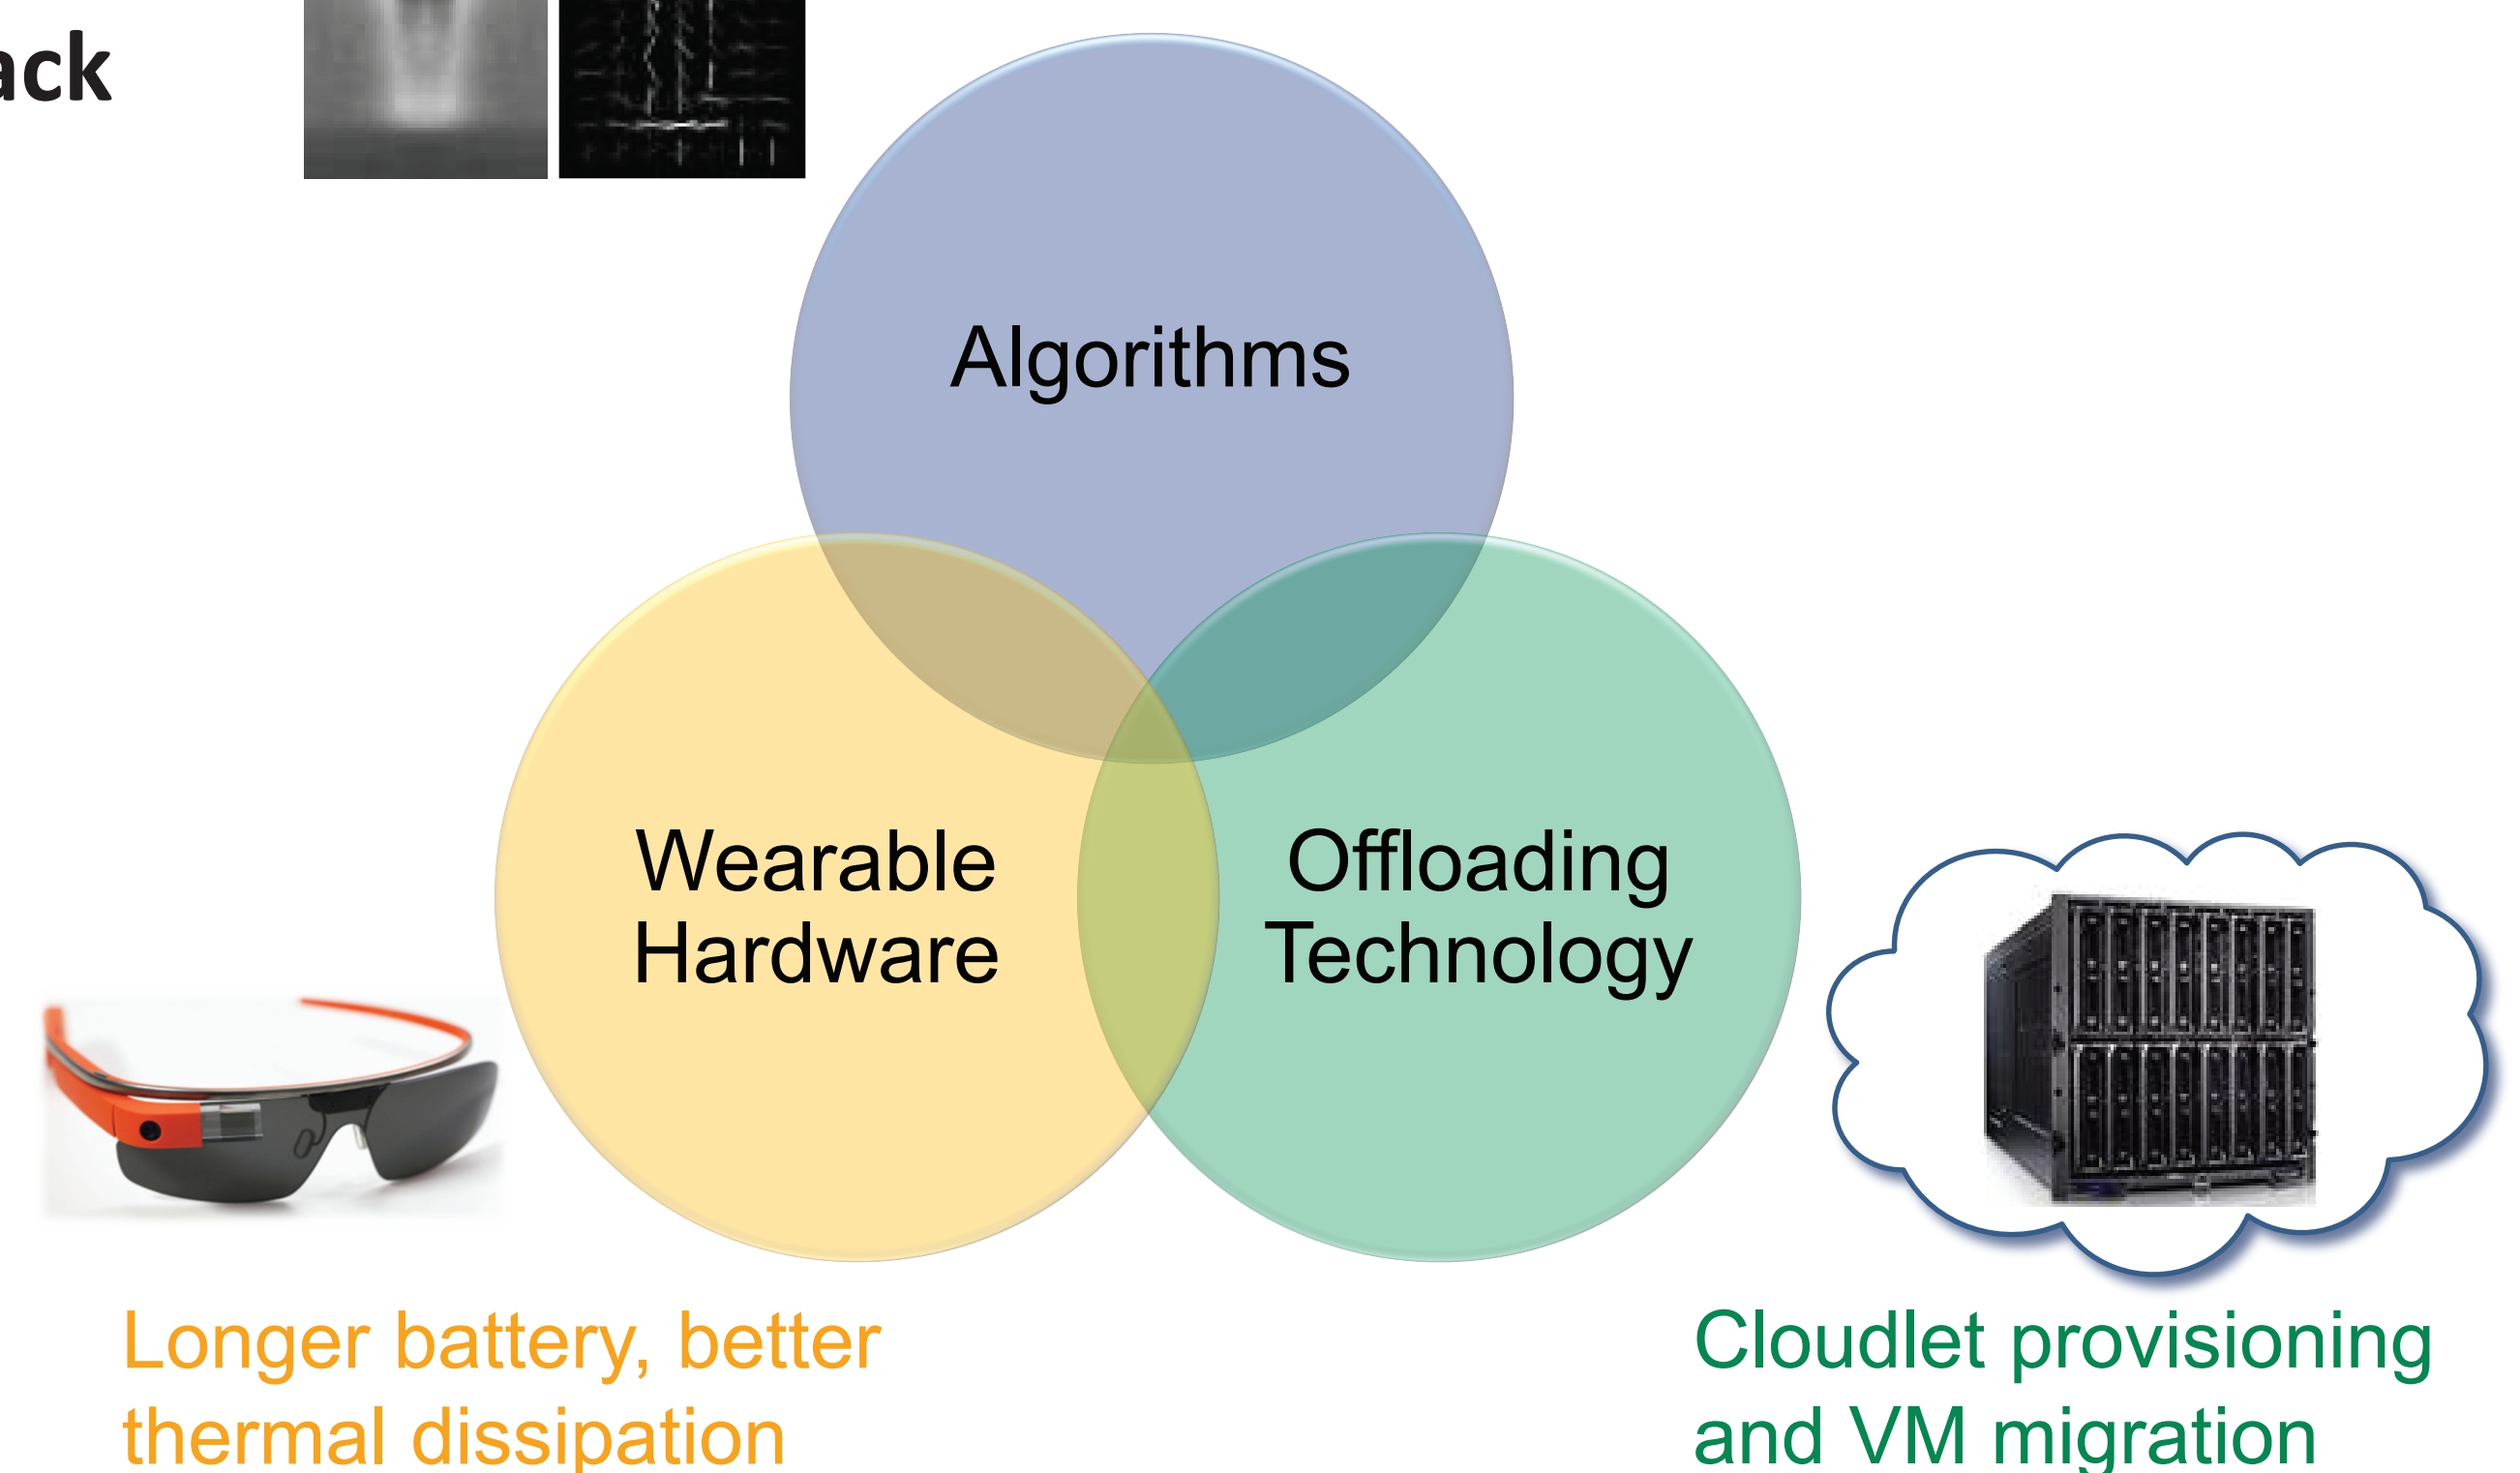 ack
Algorithms
Wearable
Hardware
Offloading
Technology
Longer battery, better
thermal dissipation
Cloudlet provisioning
and VM migration